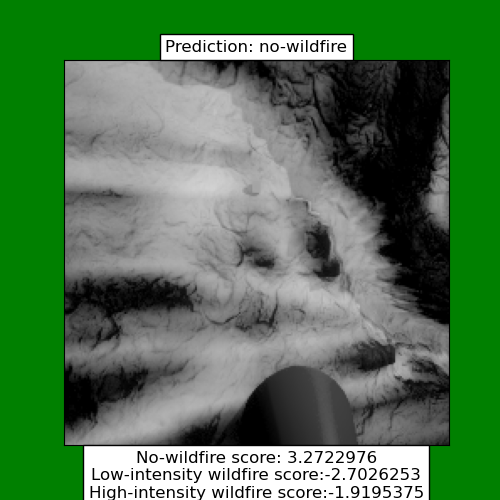 Prediction: no-wildfire
No-wildfire score: 3.2722976
Low-intensity wildfire score:-2.7026253
High-intensity wildfire score:-1.9195375